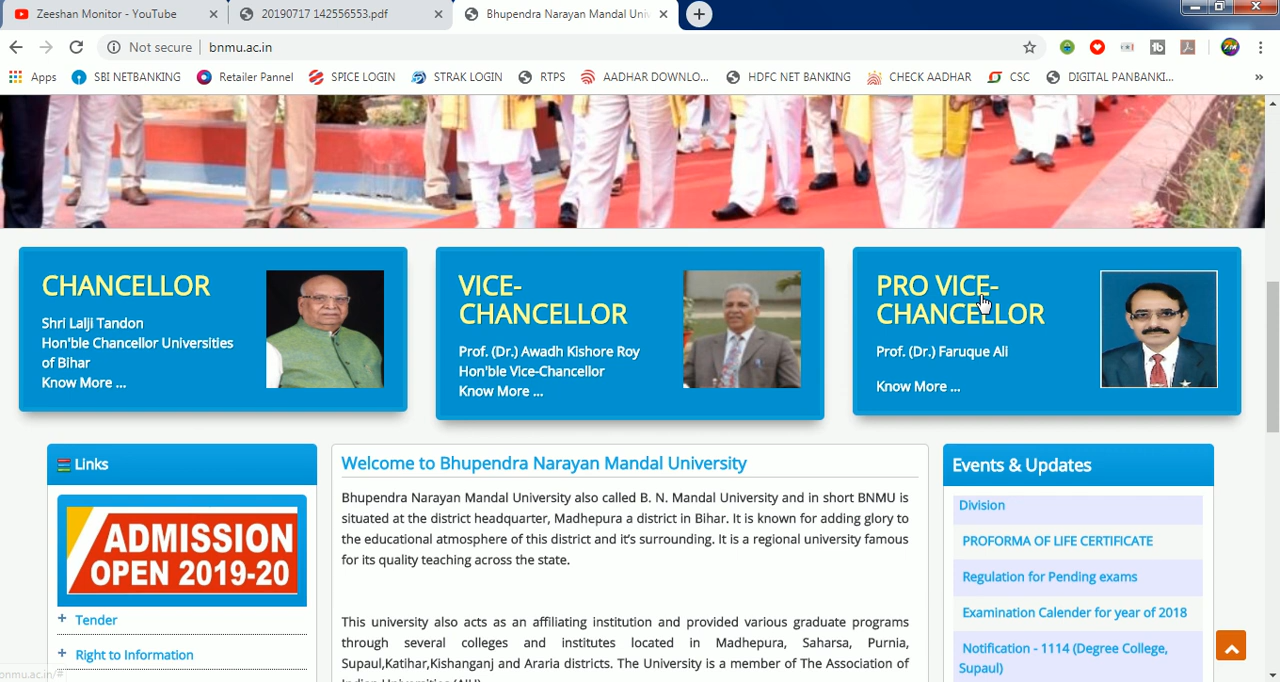 Zeeshan Monitor - YouTube
20190717 142556553.pdf
Bhupendra Narayan Mandal Univ
Not secure
bnmu.ac.in
Apps
SBI NETBANKING
Retailer Pannel
SPICE LOGIN
STRAK LOGIN
RTPS
AADHAR DOWNLO...
HDFC NET BANKING
CHECK AADHAR
CSC
DIGITAL PANBANKI...
CHANCELLOR
Shri Lalji Tandon
Hon'ble Chancellor Universities
of Bihar
Know More ...
VICE-
CHANCELLOR
Prof. (Dr.) Awadh Kishore Roy
Hon'ble Vice-Chancellor
Know More ...
PRO VICE-
CHANCELLOR
Prof. (Dr.) Faruque Ali
Know More ...
Links
ADMISSION
OPEN 2019-20
Tender
Right to Information
Welcome to Bhupendra Narayan Mandal University
Bhupendra Narayan Mandal University also called B. N. Mandal University and in short BNMU is
situated at the district headquarter, Madhepura a district in Bihar. It is known for adding glory to
the educational atmosphere of this district and it's surrounding. It is a regional university famous
for its quality teaching across the state.
This university also acts as an affiliating institution and provided various graduate programs
through several colleges and institutes located in Madhepura, Saharsa, Purnia,
Supaul,Katihar,Kishanganj and Araria districts. The University is a member of The Association of
Indian Universities (AIU)
Events & Updates
Division
PROFORMA OF LIFE CERTIFICATE
Regulation for Pending exams
Examination Calender for year of 2018
Notification - 1114 (Degree College,
Supaul)
onmu.ac.in/#